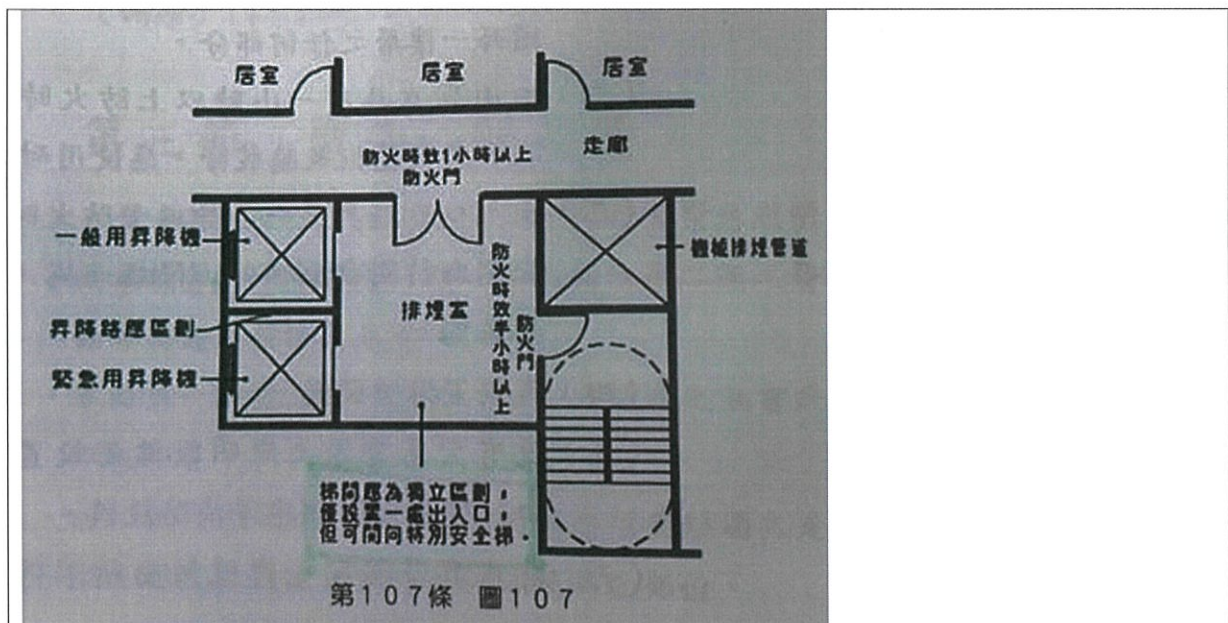 居室
居室
居室
走廊
防火時效1小時以上
防火門
一般用昇降機
機械排煙管道
防火時效半小時以上
防火門
排煙室
昇降路應區劃
緊急用昇降機
梯間應為獨立區劃，
僅設置一處出入口，
但可開向特別安全梯。
第107條 圖107